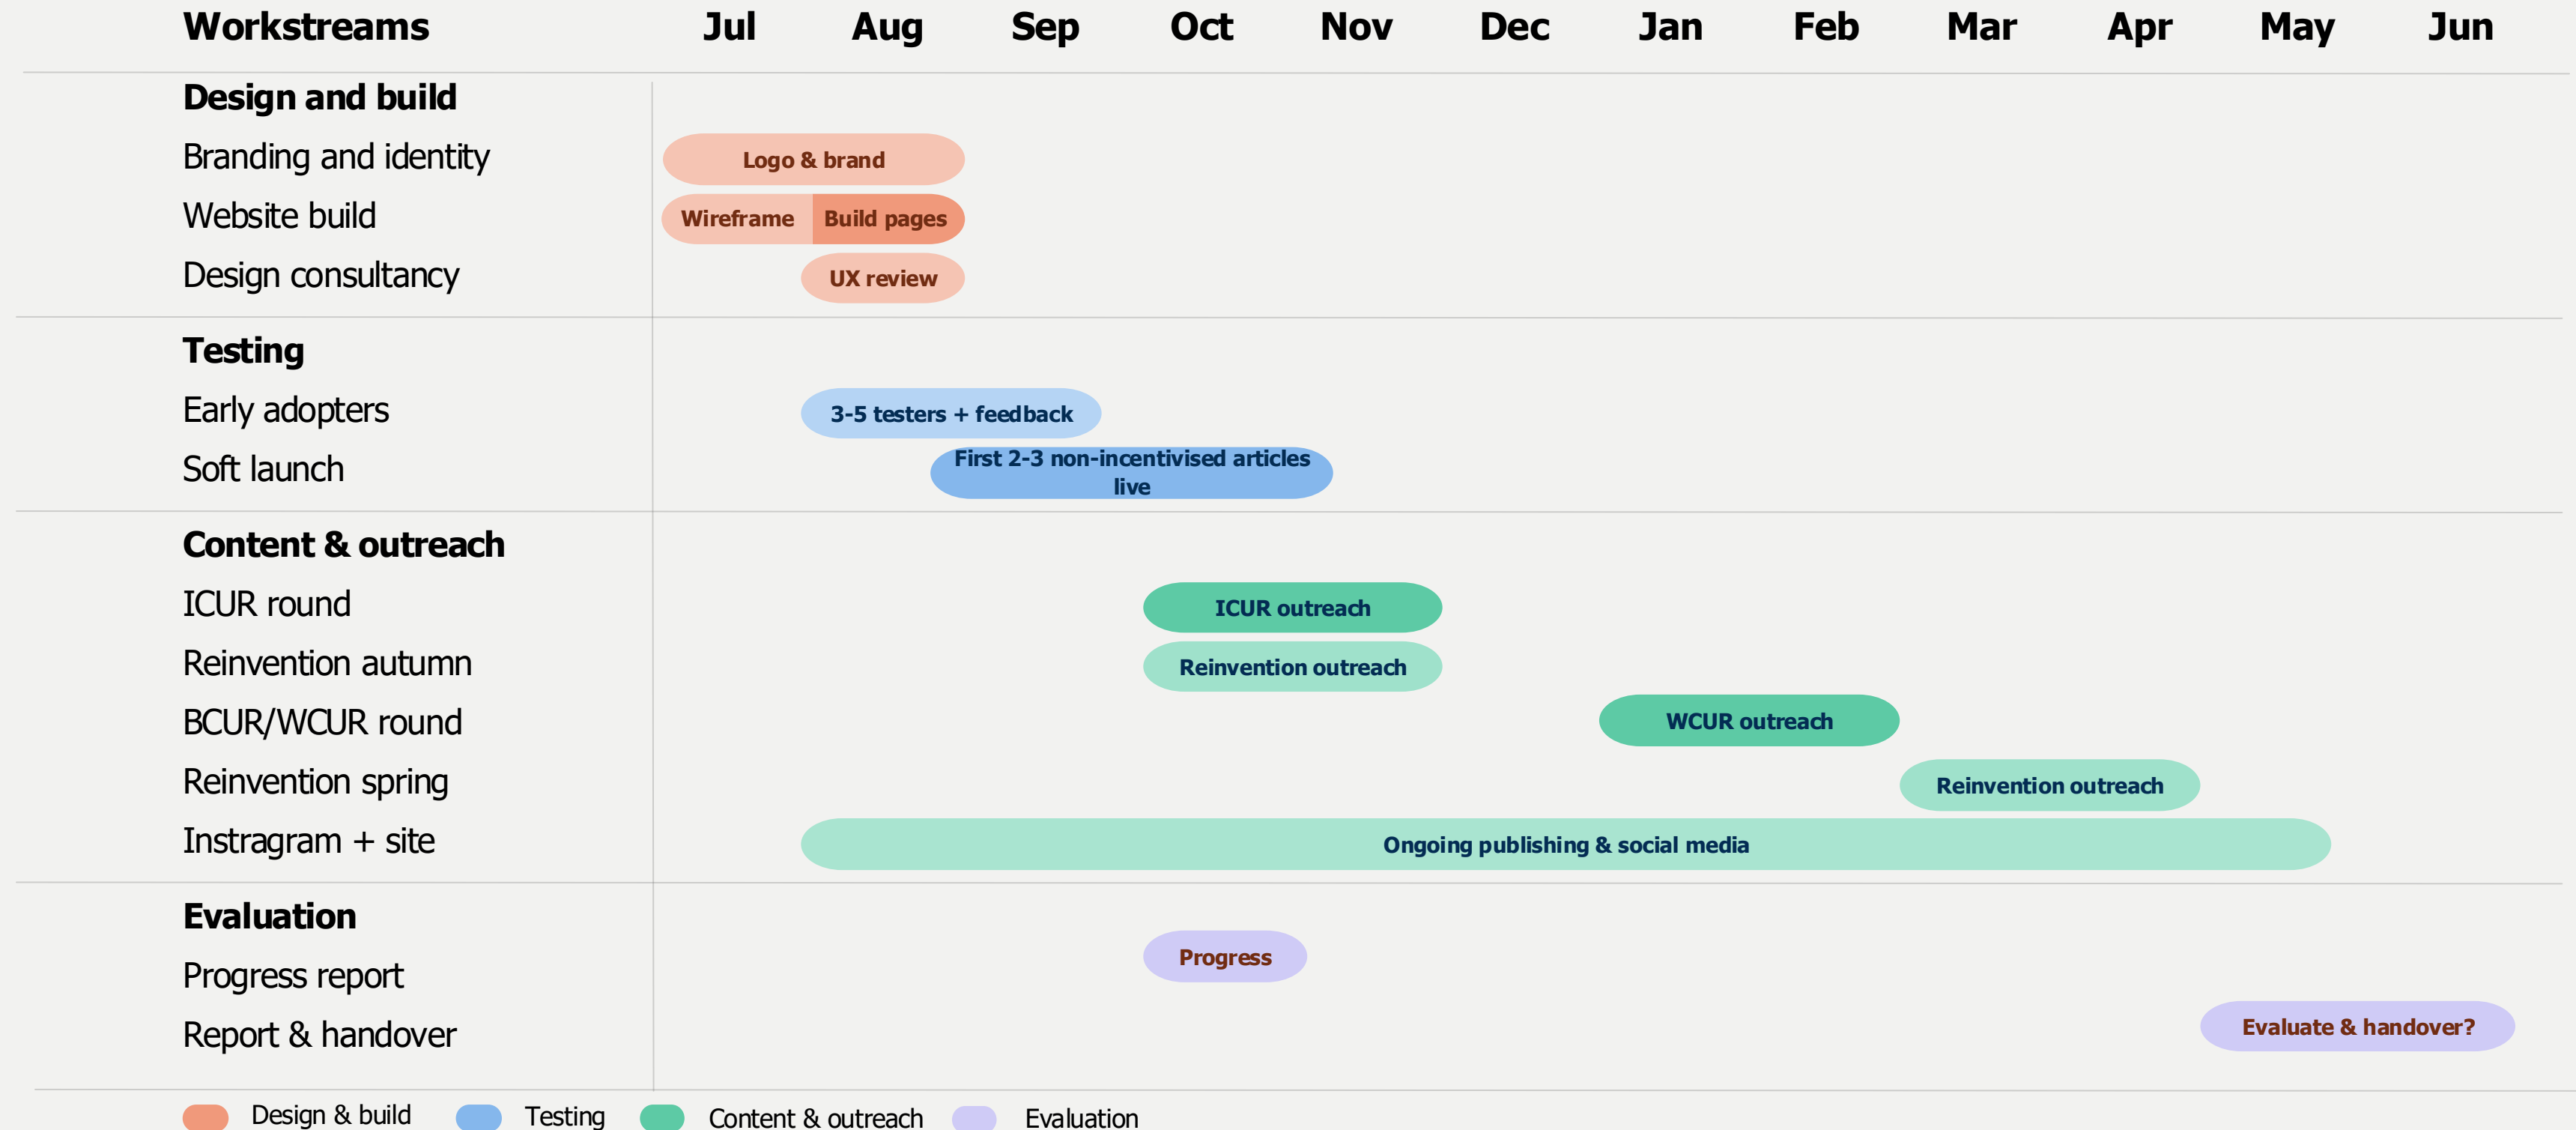 Workstreams Jul Aug Sep Oct Nov Dec Jan Feb Mar Apr May Jun
Design and build
Branding and identity Logo & brand
Website build Wireframe Build pages
Design consultancy UX review
Testing
Early adopters 3-5 testers + feedback
Soft launch First 2-3 non-incentivised articles
live
Content & outreach
ICUR round ICUR outreach
Reinvention autumn Reinvention outreach
BCUR/WCUR round WCUR outreach
Reinvention spring Reinvention outreach
Instragram + site Ongoing publishing & social media
Evaluation
Progress report Progress
Report & handover Evaluate & handover?
Design & build Testing Content & outreach Evaluation